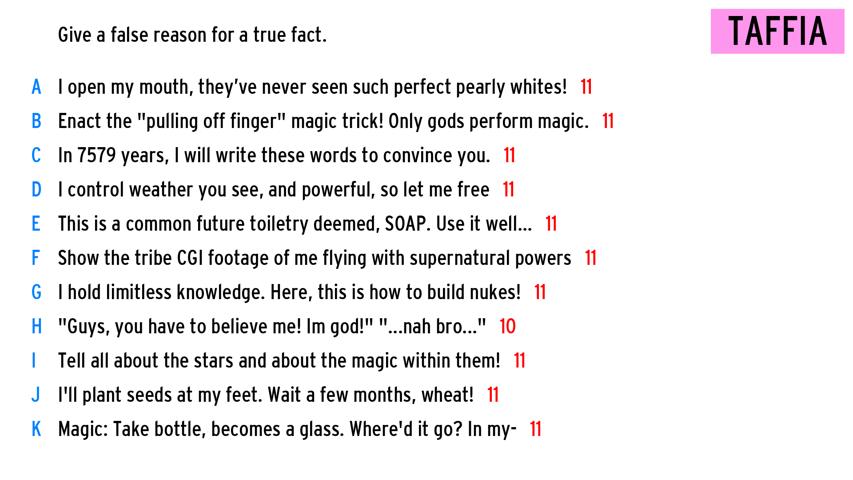 Give a false reason for a true fact.
TAFFIA
A I open my mouth, they've never seen such perfect pearly whites! 11
B Enact the "pulling off finger" magic trick! Only gods perform magic. 11
C In 7579 years, I will write these words to convince you. 11
D I control weather you see, and powerful, so let me free 11
E This is a common future toiletry deemed, SOAP. Use it well... 11
F Show the tribe CGI footage of me flying with supernatural powers 11
G I hold limitless knowledge. Here, this is how to build nukes! 11
H "Guys, you have to believe me! Im god!" "...nah bro..." 10
I Tell all about the stars and about the magic within them! 11
J I'll plant seeds at my feet. Wait a few months, wheat! 11
K Magic: Take bottle, becomes a glass. Where'd it go? In my- 11